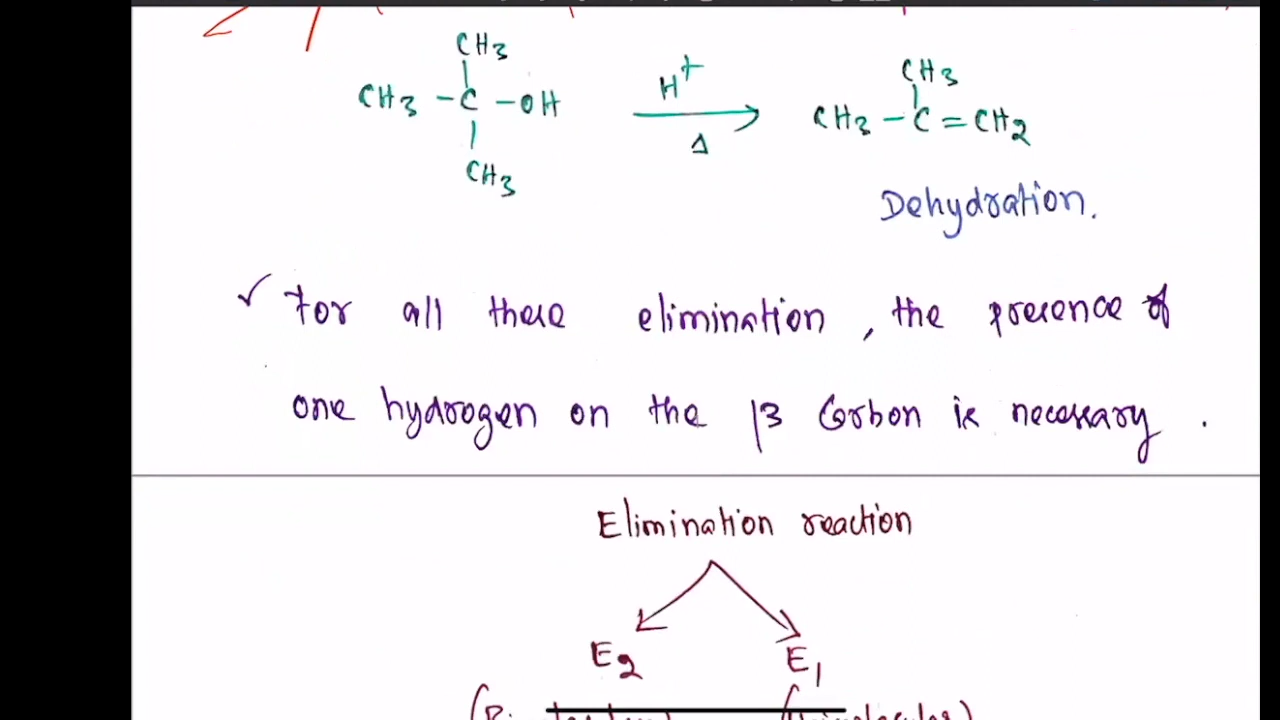 CH3
CH3 - C - OH
CH3
H+
Δ
CH3
CH3 - C = CH2
Dehydration.
✓ For all these elimination, the presence of
one hydrogen on the β Carbon is necessary.
Elimination reaction
E2
E1